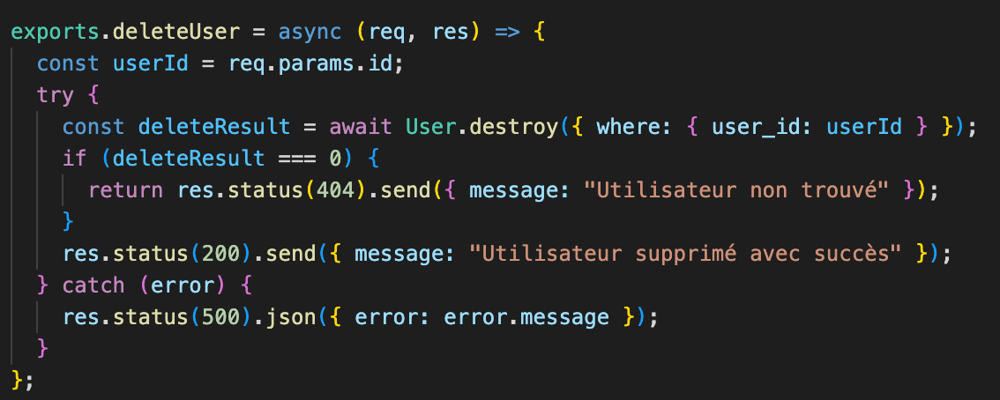 exports.deleteUser = async (req, res) => {
  const userId = req.params.id;
  try {
    const deleteResult = await User.destroy({ where: { user_id: userId } });
    if (deleteResult === 0) {
      return res.status(404).send({ message: "Utilisateur non trouvé" });
    }
    res.status(200).send({ message: "Utilisateur supprimé avec succès" });
  } catch (error) {
    res.status(500).json({ error: error.message });
  }
};